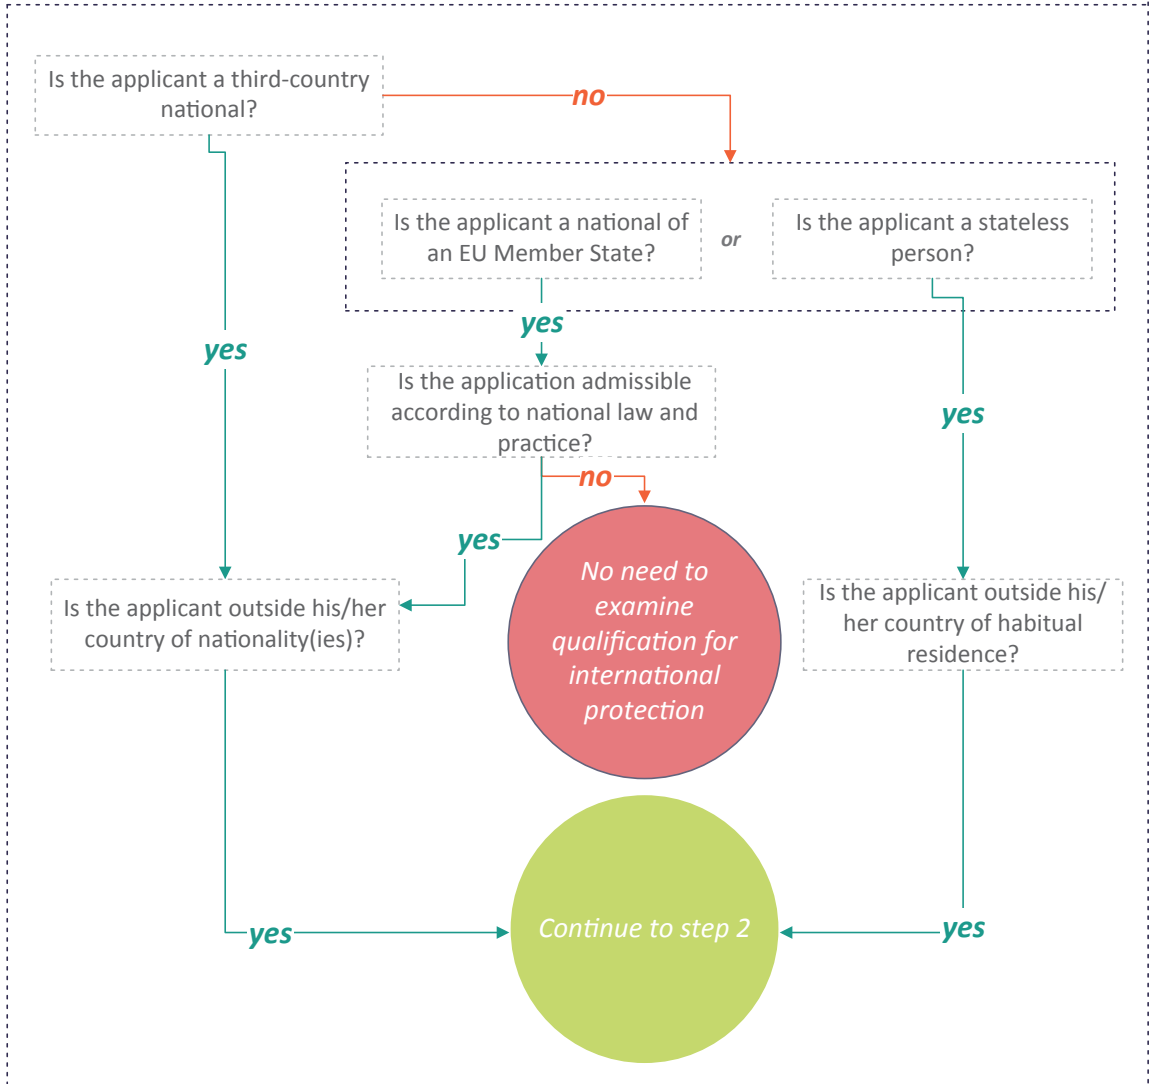 Is the applicant a third-country
national?
no
Is the applicant a national of
an EU Member State?
or
Is the applicant a stateless
person?
yes
yes
Is the application admissible
according to national law and
practice?
yes
no
yes
Is the applicant outside his/her
country of nationality(ies)?
No need to
examine
qualification for
international
protection
Is the applicant outside his/
her country of habitual
residence?
yes
Continue to step 2
yes